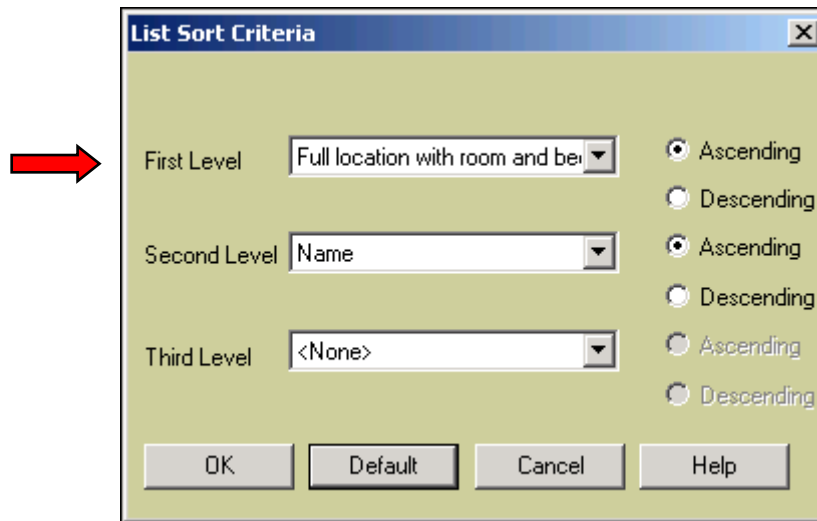 List Sort Criteria
First Level
Full location with room and be
Ascending
Descending
Second Level
Name
Ascending
Descending
Third Level
<None>
Ascending
Descending
OK
Default
Cancel
Help